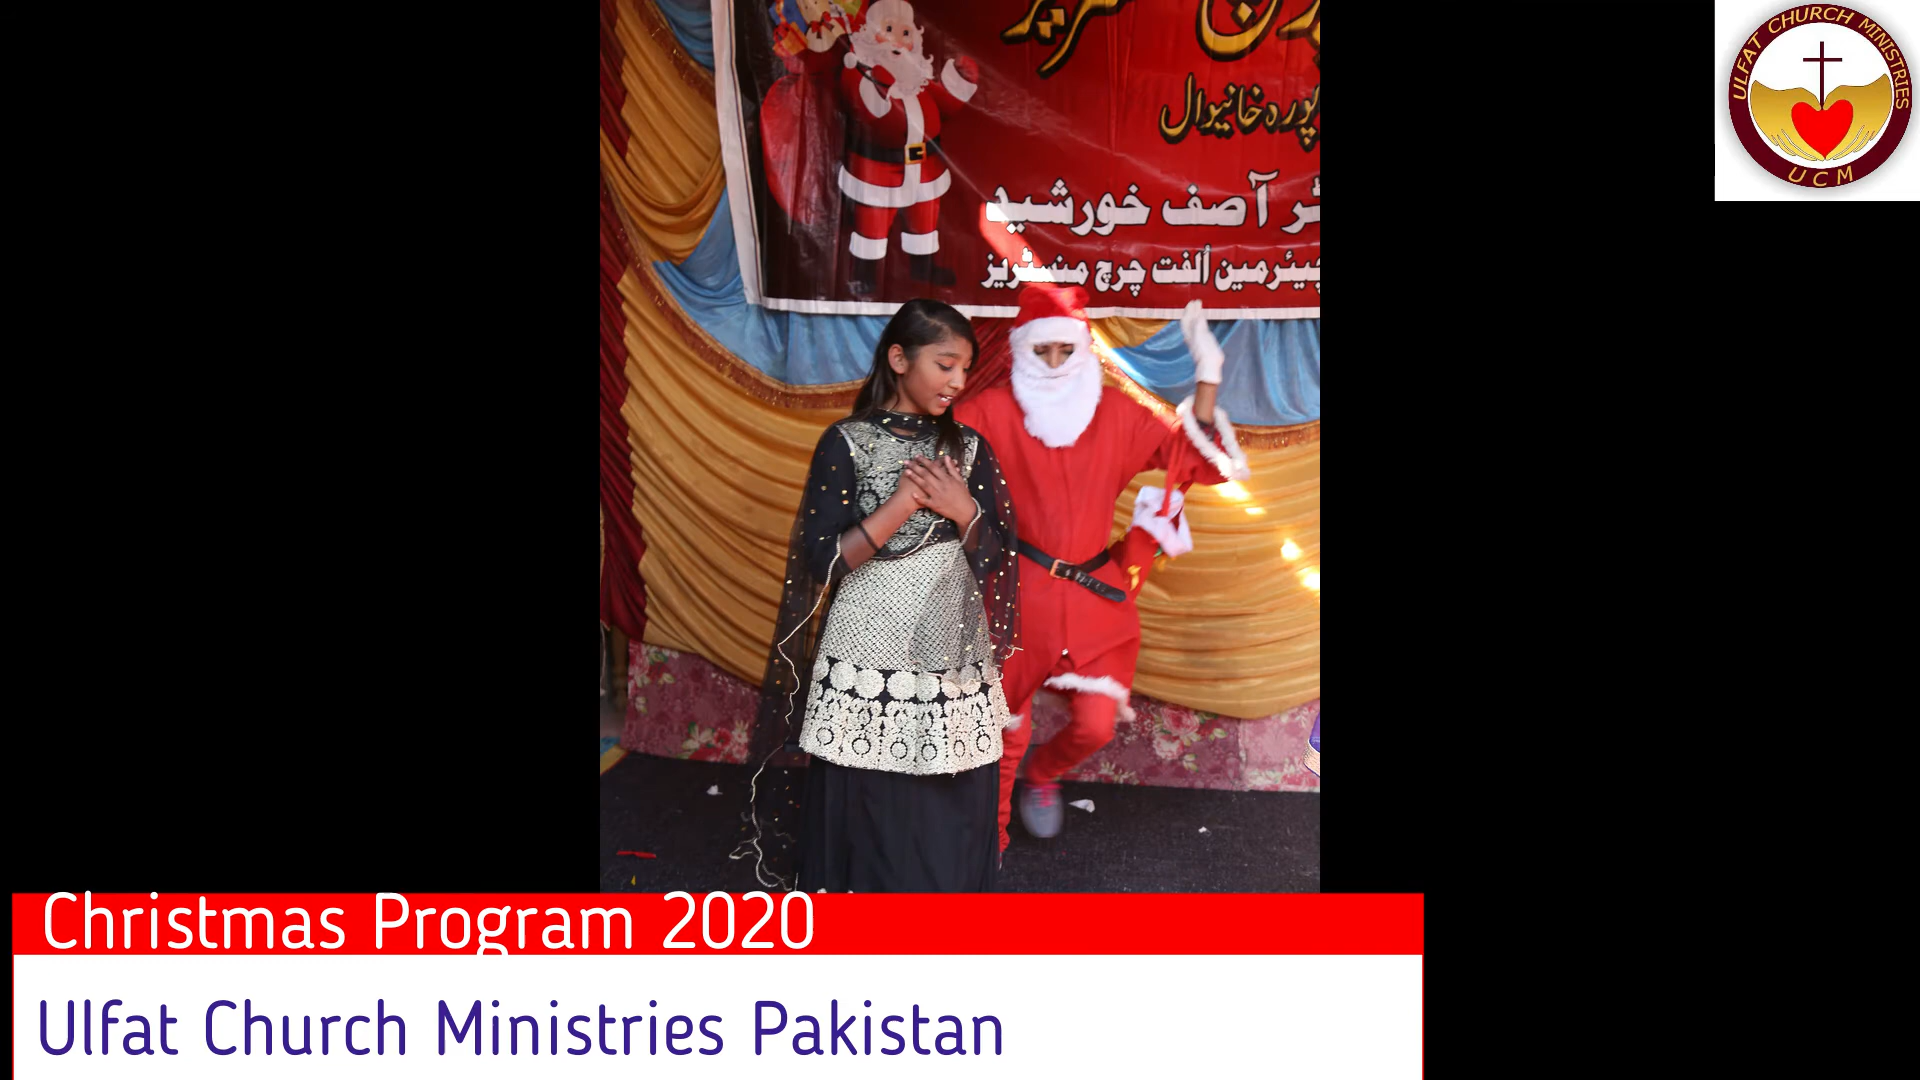 پورہ خانیوال
آصف خورشید
چیئرمین اُلفت چرچ منسٹریز
ULFAT CHURCH MINISTRIES
UCM
Christmas Program 2020
Ulfat Church Ministries Pakistan